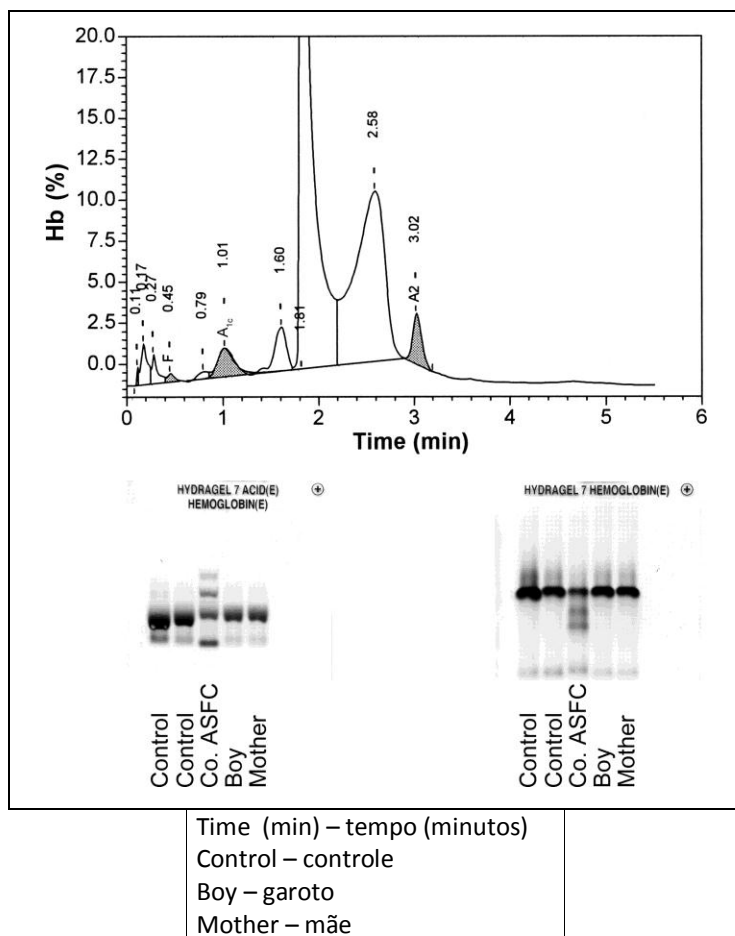 20.0
17.5
15.0
12.5
10.0
7.5
5.0
2.5
0.0
Hb (%)
0.11
0.17
0.27
0.45
F
0.79
1.01
A1c
1.60
1.81
2.58
3.02
A2
0 1 2 3 4 5 6
Time (min)
HYDRAGEL 7 ACID(E) +
HEMOGLOBIN(E)
HYDRAGEL 7 HEMOGLOBIN(E) +
Control
Control
Co. ASFC
Boy
Mother
Control
Control
Co. ASFC
Boy
Mother
Time (min) – tempo (minutos)
Control – controle
Boy – garoto
Mother – mãe